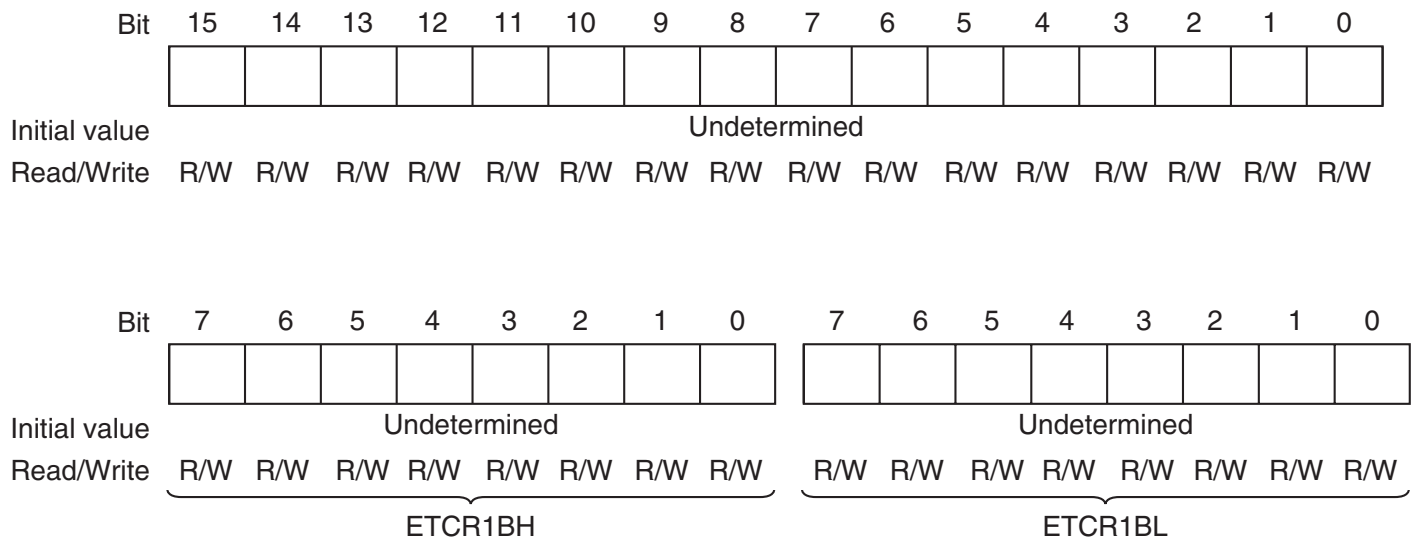 Bit 15 14 13 12 11 10 9 8 7 6 5 4 3 2 1 0
Initial value Undetermined
Read/Write R/W R/W R/W R/W R/W R/W R/W R/W R/W R/W R/W R/W R/W R/W R/W R/W
Bit 7 6 5 4 3 2 1 0 7 6 5 4 3 2 1 0
Initial value Undetermined Undetermined
Read/Write R/W R/W R/W R/W R/W R/W R/W R/W R/W R/W R/W R/W R/W R/W R/W R/W
ETCR1BH ETCR1BL